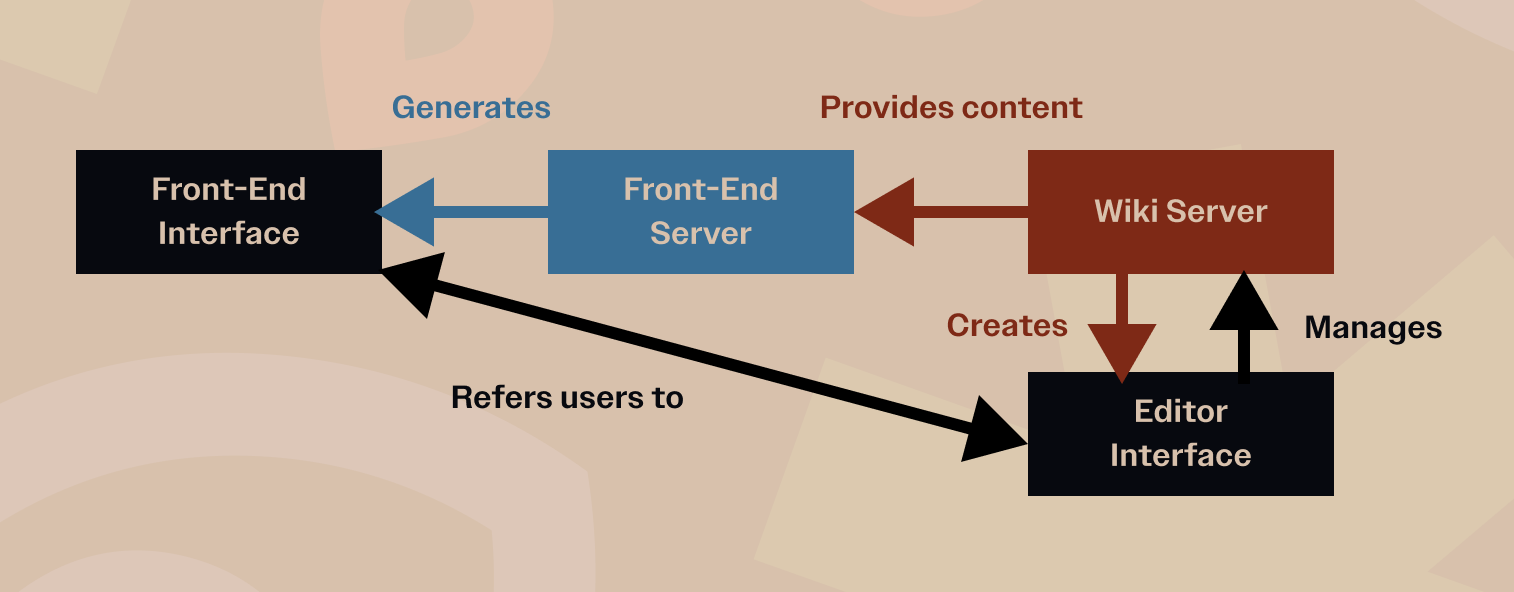 Generates
Provides content
Front-End
Interface
Front-End
Server
Wiki Server
Creates
Manages
Refers users to
Editor
Interface